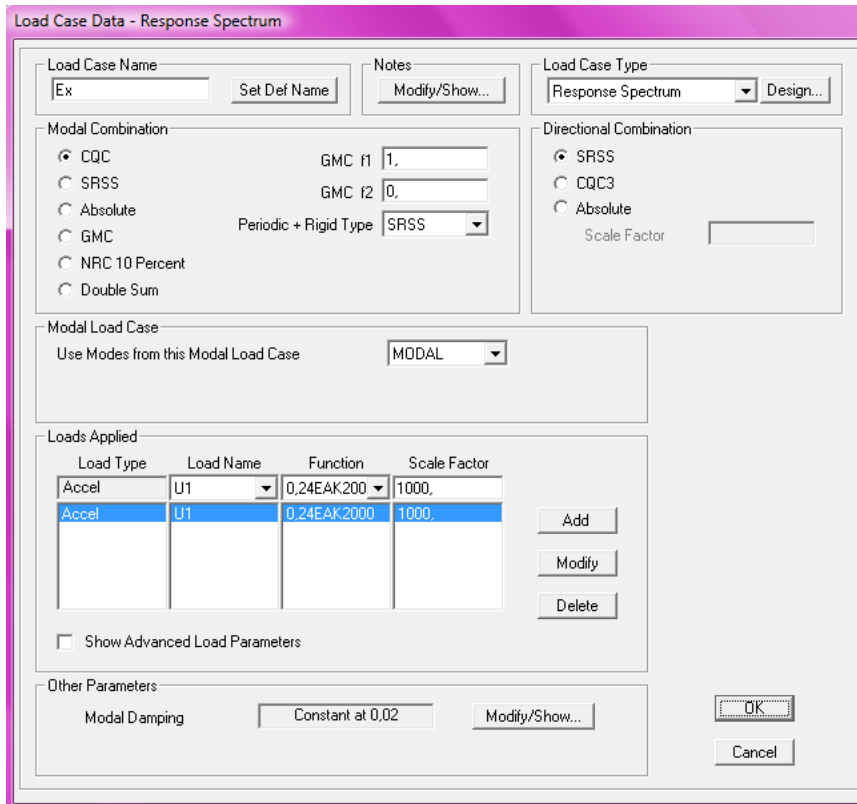 Load Case Data - Response Spectrum
Load Case Name
Ex
Set Def Name
Notes
Modify/Show...
Load Case Type
Response Spectrum
Design...
Modal Combination
CQC
SRSS
Absolute
GMC
NRC 10 Percent
Double Sum
GMC f1 1,
GMC f2 0,
Periodic + Rigid Type SRSS
Directional Combination
SRSS
CQC3
Absolute
Scale Factor
Modal Load Case
Use Modes from this Modal Load Case MODAL
Loads Applied
Load Type Load Name Function Scale Factor
Accel U1 0,24EAK200 1000,
Accel U1 0,24EAK2000 1000,
Add
Modify
Delete
Show Advanced Load Parameters
Other Parameters
Modal Damping Constant at 0,02 Modify/Show...
OK
Cancel